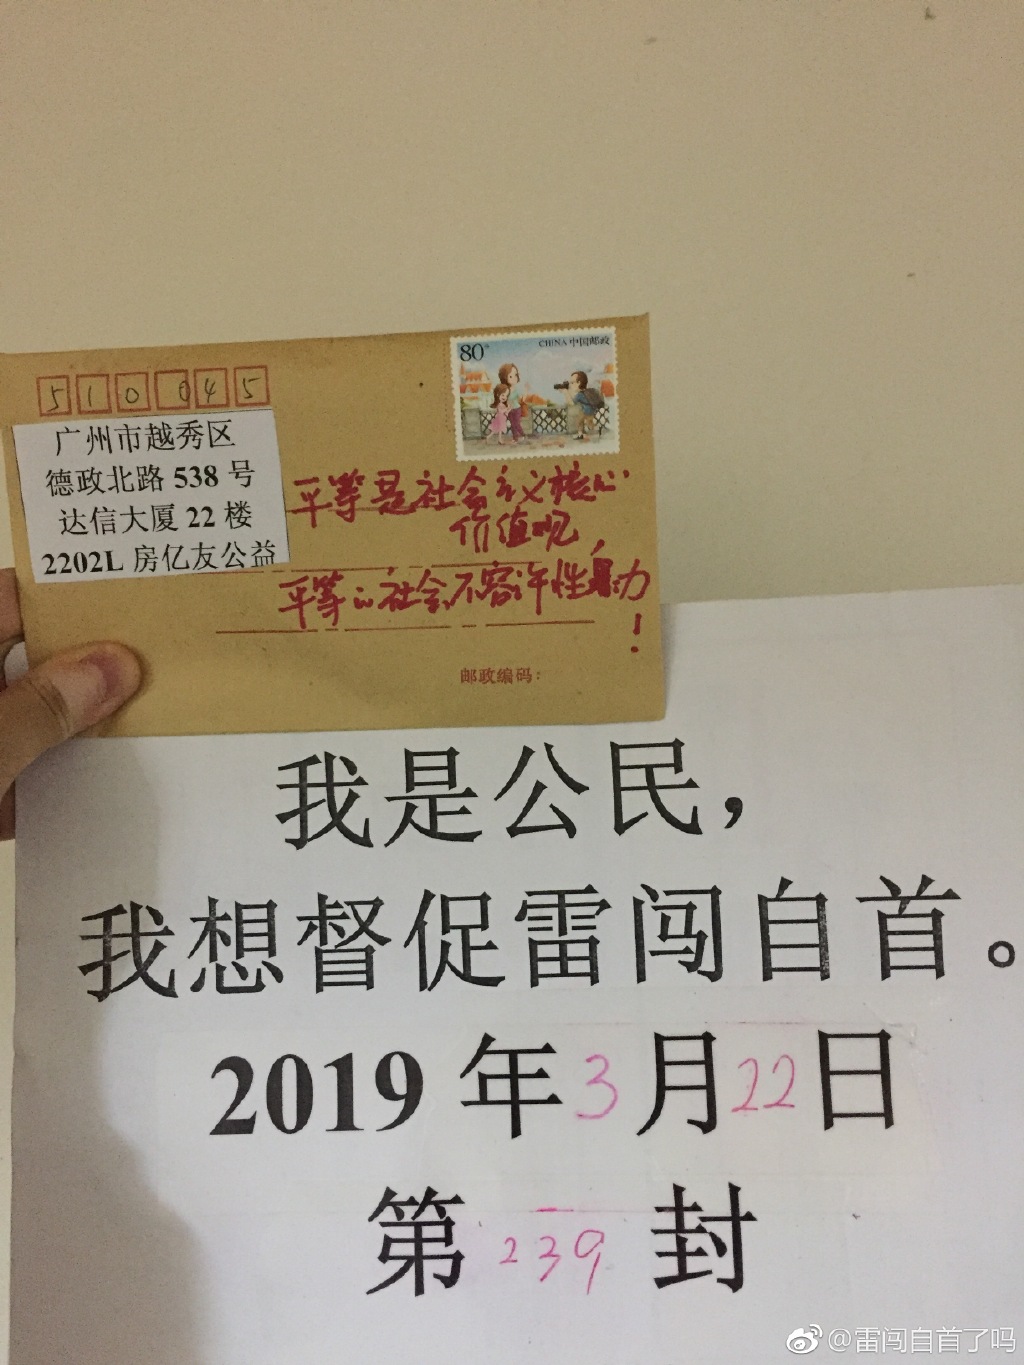 80分
CHINA 中国邮政
510045
广州市越秀区
德政北路 538 号
达信大厦 22 楼
2202L 房亿友公益
平等是社会主义核心
价值呢,
平等的社会不容许性暴力
!
邮政编码:
我是公民,
我想督促雷闯自首。
2019 年 3 月 22 日
第 239 封
@雷闯自首了吗